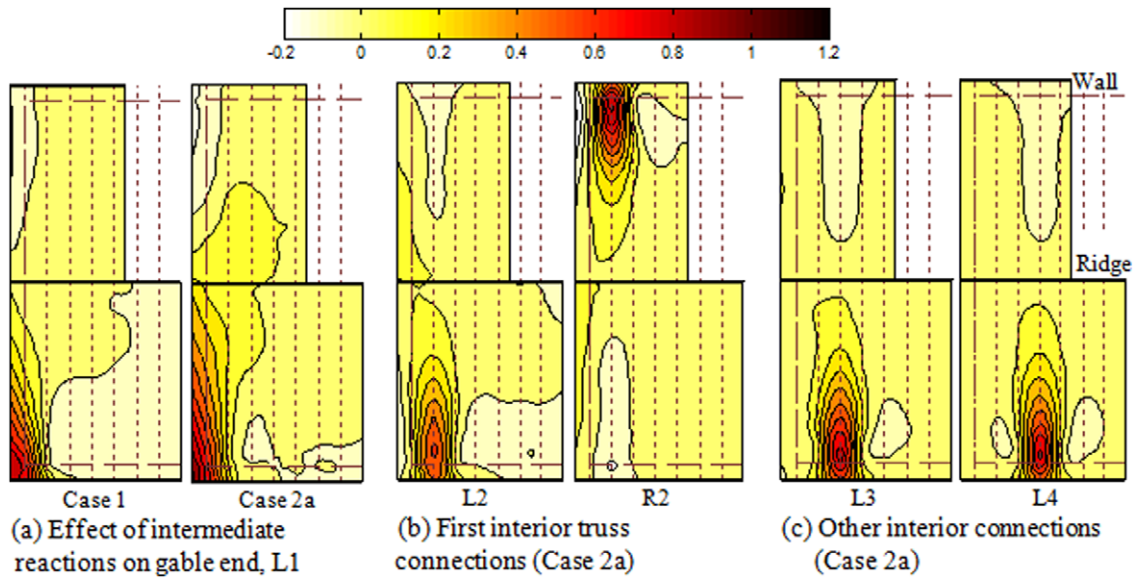 -0.2 0 0.2 0.4 0.6 0.8 1 1.2
Wall
Ridge
Case 1 Case 2a L2 R2 L3 L4
(a) Effect of intermediate
reactions on gable end, L1
(b) First interior truss
connections (Case 2a)
(c) Other interior connections
(Case 2a)